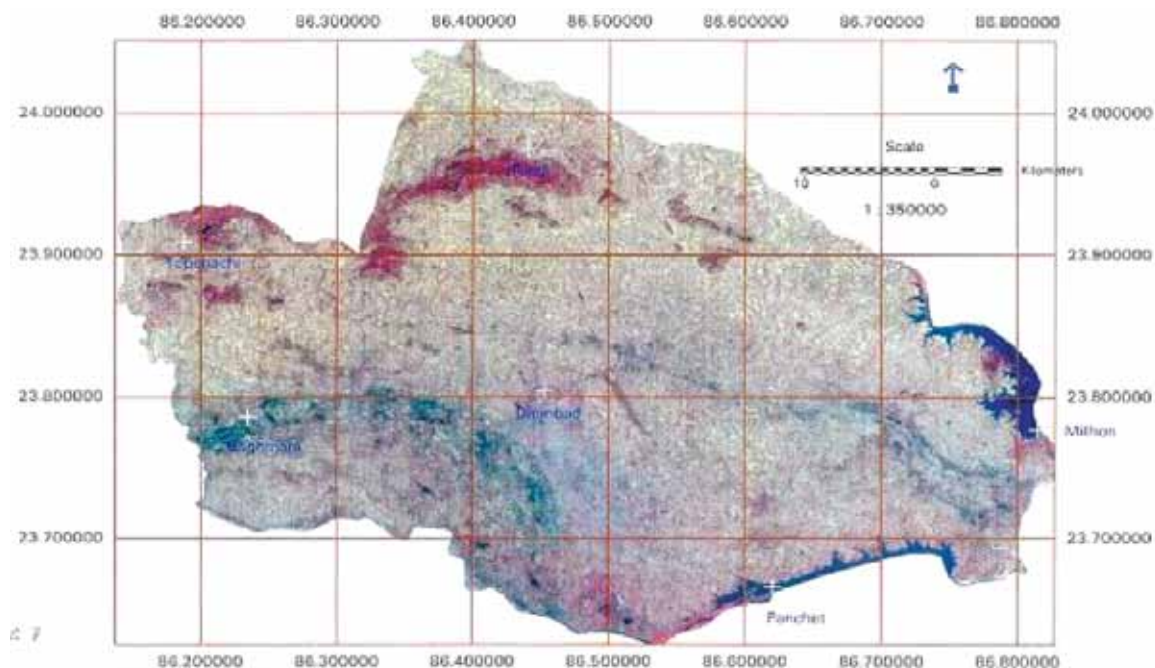 86.200000 86.300000 86.400000 86.500000 86.600000 86.700000 86.800000
24.000000 24.000000
Scale
Kilometers
10 0
1 : 350000
23.900000 23.900000
Topchachi
23.800000 23.800000
Dhanbad
Baghmara
Maithon
23.700000 23.700000
Panchet
86.200000 86.300000 86.400000 86.500000 86.600000 86.700000 86.800000